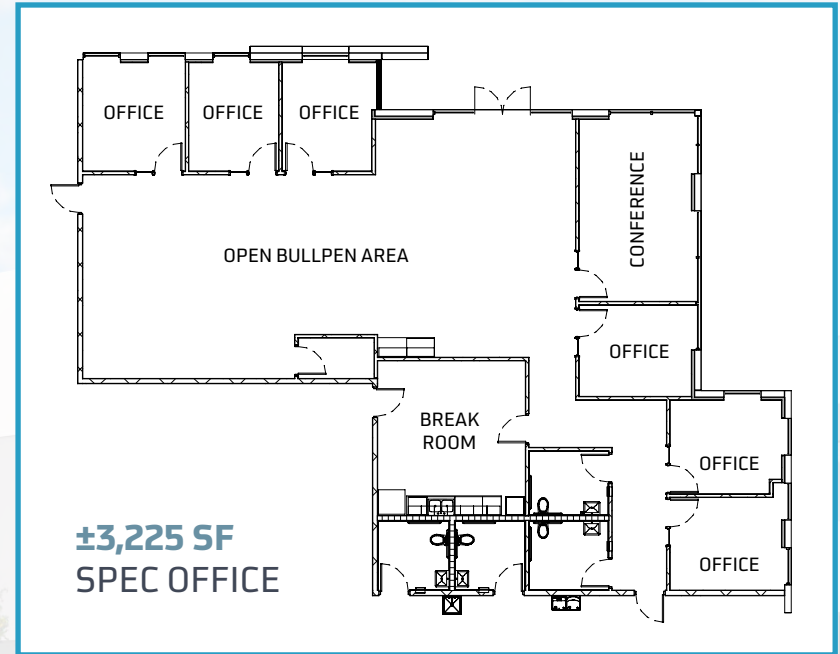 OFFICE
OFFICE
OFFICE
CONFERENCE
OPEN BULLPEN AREA
OFFICE
BREAK
ROOM
OFFICE
OFFICE
±3,225 SF
SPEC OFFICE